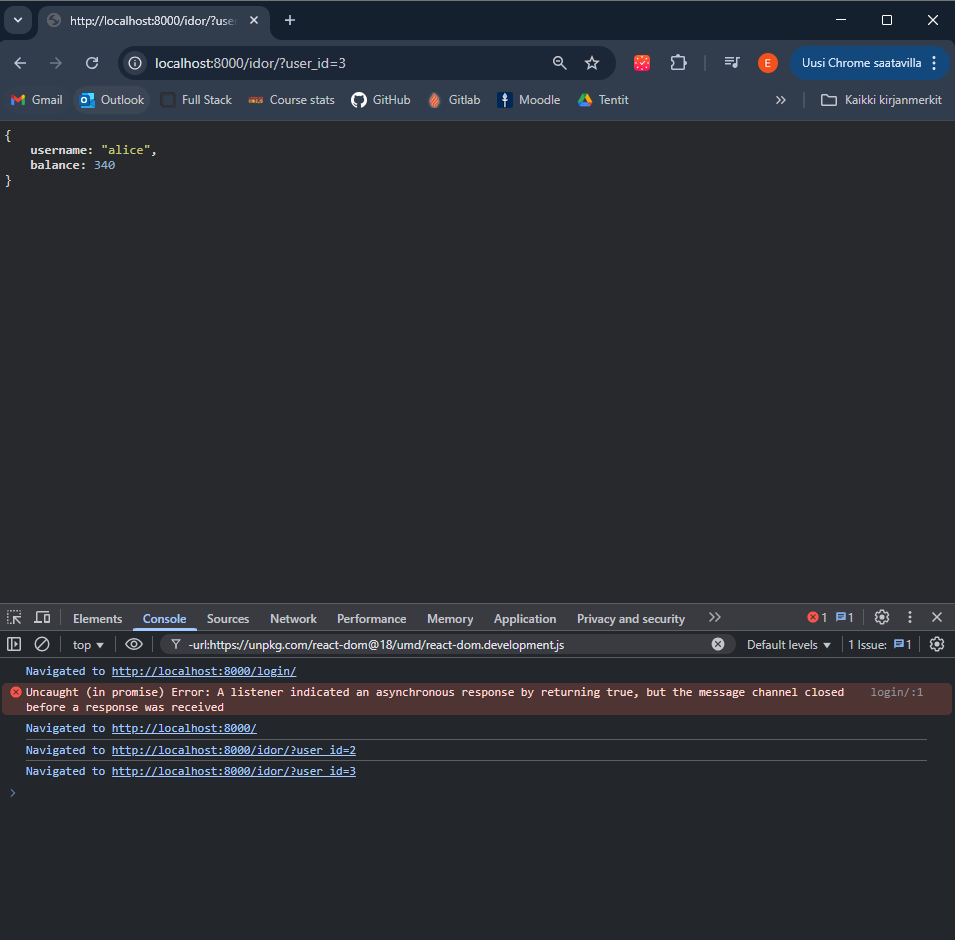 http://localhost:8000/idor/?user
localhost:8000/idor/?user_id=3
E
Uusi Chrome saatavilla
Gmail Outlook Full Stack Course stats GitHub Gitlab Moodle Tentit » Kaikki kirjanmerkit
{
username: "alice",
balance: 340
}
Elements Console Sources Network Performance Memory Application Privacy and security 1 1
top -url:https://unpkg.com/react-dom@18/umd/react-dom.development.js Default levels 1 Issue: 1
Navigated to http://localhost:8000/login/
Uncaught (in promise) Error: A listener indicated an asynchronous response by returning true, but the message channel closed login/:1
before a response was received
Navigated to http://localhost:8000/
Navigated to http://localhost:8000/idor/?user_id=2
Navigated to http://localhost:8000/idor/?user_id=3